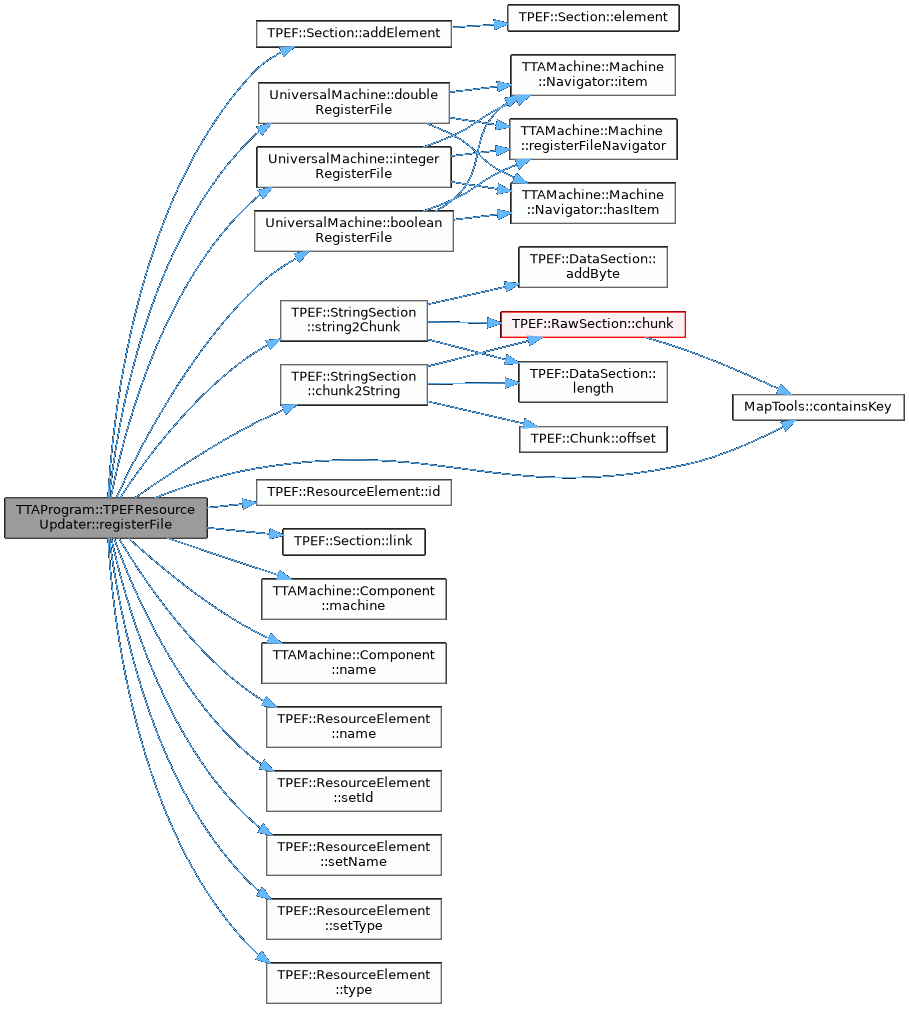 TPEF::Section::element
TPEF::Section::addElement
TTAMachine::Machine
::Navigator::item
UniversalMachine::double
RegisterFile
TTAMachine::Machine
::registerFileNavigator
UniversalMachine::integer
RegisterFile
TTAMachine::Machine
::Navigator::hasItem
UniversalMachine::boolean
RegisterFile
TPEF::DataSection::
addByte
TPEF::StringSection
::string2Chunk
TPEF::RawSection::chunk
TPEF::StringSection
::chunk2String
TPEF::DataSection::
length
MapTools::containsKey
TPEF::Chunk::offset
TPEF::ResourceElement::id
TTAProgram::TPEFResource
Updater::registerFile
TPEF::Section::link
TTAMachine::Component
::machine
TTAMachine::Component
::name
TPEF::ResourceElement
::name
TPEF::ResourceElement
::setId
TPEF::ResourceElement
::setName
TPEF::ResourceElement
::setType
TPEF::ResourceElement
::type